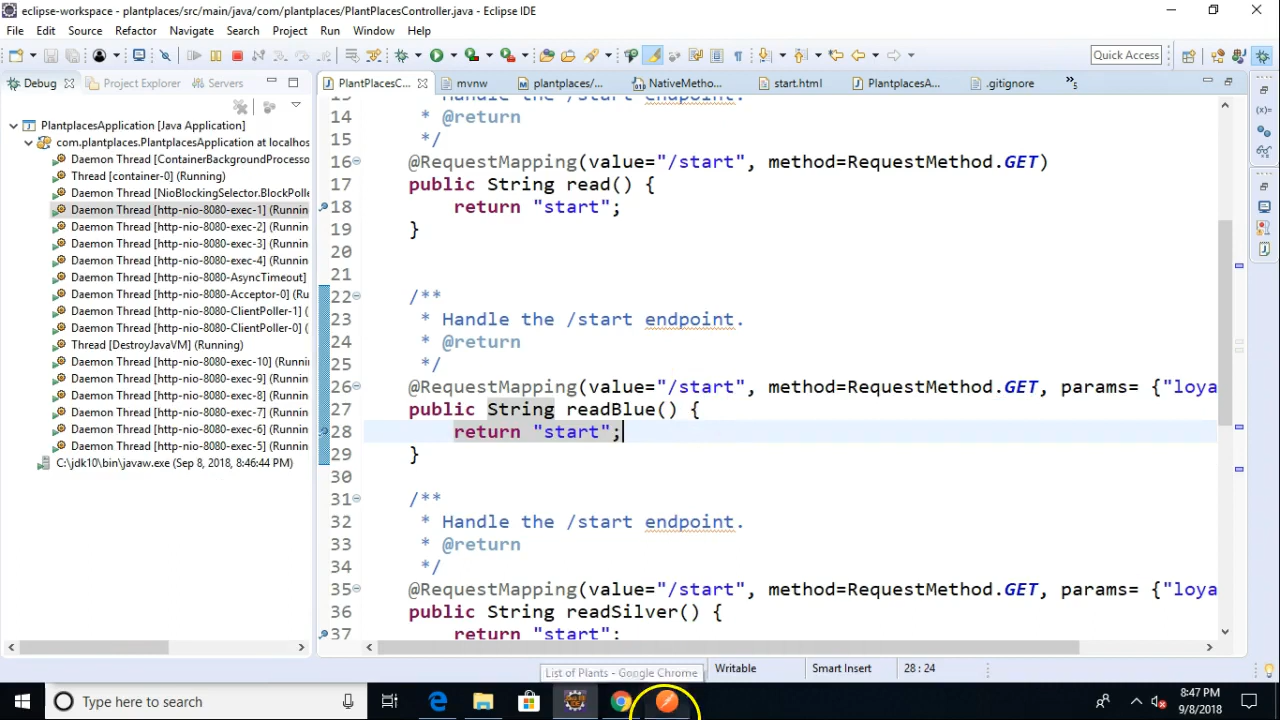 eclipse-workspace - plantplaces/src/main/java/com/plantplaces/PlantPlacesController.java - Eclipse IDE
File Edit Source Refactor Navigate Search Project Run Window Help
Quick Access
Debug Project Explorer Servers
PlantPlacesC... mvnw plantplaces/... NativeMetho... start.html PlantplacesA... .gitignore »5
PlantplacesApplication [Java Application]
com.plantplaces.PlantplacesApplication at localhos
Daemon Thread [ContainerBackgroundProcesso
Thread [container-0] (Running)
Daemon Thread [NioBlockingSelector.BlockPolle
Daemon Thread [http-nio-8080-exec-1] (Runnin
Daemon Thread [http-nio-8080-exec-2] (Runnin
Daemon Thread [http-nio-8080-exec-3] (Runnin
Daemon Thread [http-nio-8080-exec-4] (Runnin
Daemon Thread [http-nio-8080-AsyncTimeout]
Daemon Thread [http-nio-8080-Acceptor-0] (Ru
Daemon Thread [http-nio-8080-ClientPoller-1] (
Daemon Thread [http-nio-8080-ClientPoller-0] (
Thread [DestroyJavaVM] (Running)
Daemon Thread [http-nio-8080-exec-10] (Runnin
Daemon Thread [http-nio-8080-exec-9] (Runnin
Daemon Thread [http-nio-8080-exec-8] (Runnin
Daemon Thread [http-nio-8080-exec-7] (Runnin
Daemon Thread [http-nio-8080-exec-6] (Runnin
Daemon Thread [http-nio-8080-exec-5] (Runnin
C:\jdk10\bin\javaw.exe (Sep 8, 2018, 8:46:44 PM)
13 * Handle the /start endpoint.
14 * @return
15 */
16 @RequestMapping(value="/start", method=RequestMethod.GET)
17 public String read() {
18 return "start";
19 }
20
21
22 /**
23 * Handle the /start endpoint.
24 * @return
25 */
26 @RequestMapping(value="/start", method=RequestMethod.GET, params= {"loya
27 public String readBlue() {
28 return "start";
29 }
30
31 /**
32 * Handle the /start endpoint.
33 * @return
34 */
35 @RequestMapping(value="/start", method=RequestMethod.GET, params= {"loya
36 public String readSilver() {
37 return "start";
List of Plants - Google Chrome
Writable Smart Insert 28 : 24
Type here to search
8:47 PM
9/8/2018